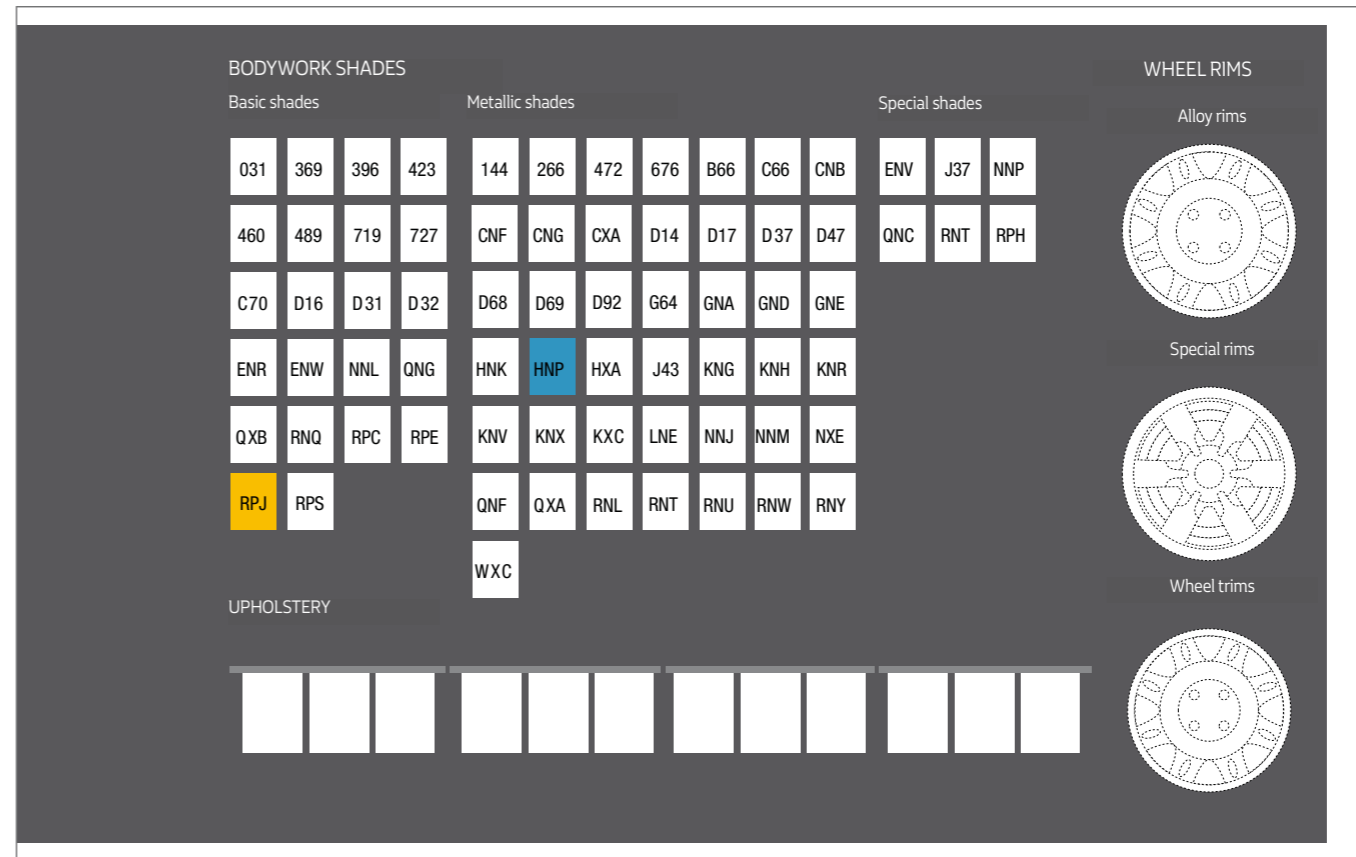 BODYWORK SHADES
WHEEL RIMS
Basic shades
Metallic shades
Special shades
Alloy rims
031 369 396 423
144 266 472 676 B66 C66 CNB
ENV J37 NNP
460 489 719 727
CNF CNG CXA D14 D17 D37 D47
QNC RNT RPH
C70 D16 D31 D32
D68 D69 D92 G64 GNA GND GNE
ENR ENW NNL QNG
HNK HNP HXA J43 KNG KNH KNR
Special rims
QXB RNQ RPC RPE
KNV KNX KXC LNE NNJ NNM NXE
RPJ RPS
QNF QXA RNL RNT RNU RNW RNY
WXC
Wheel trims
UPHOLSTERY